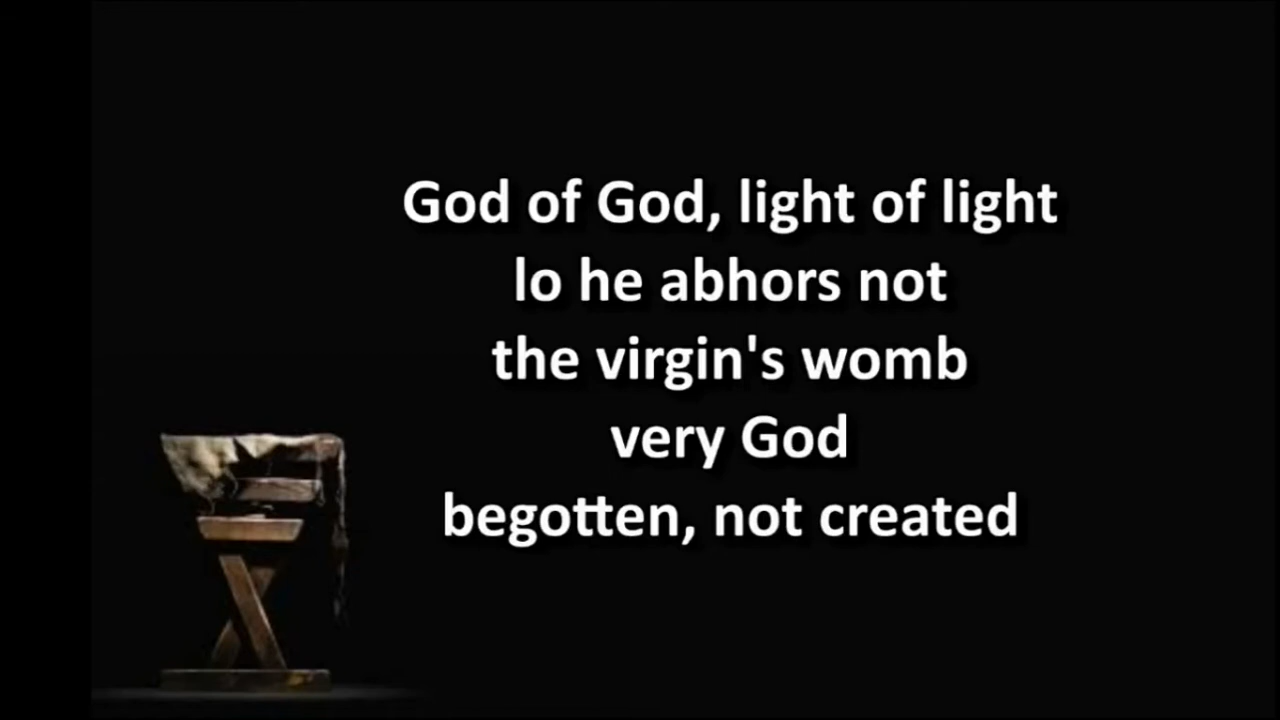 God of God, light of light
lo he abhors not
the virgin's womb
very God
begotten, not created